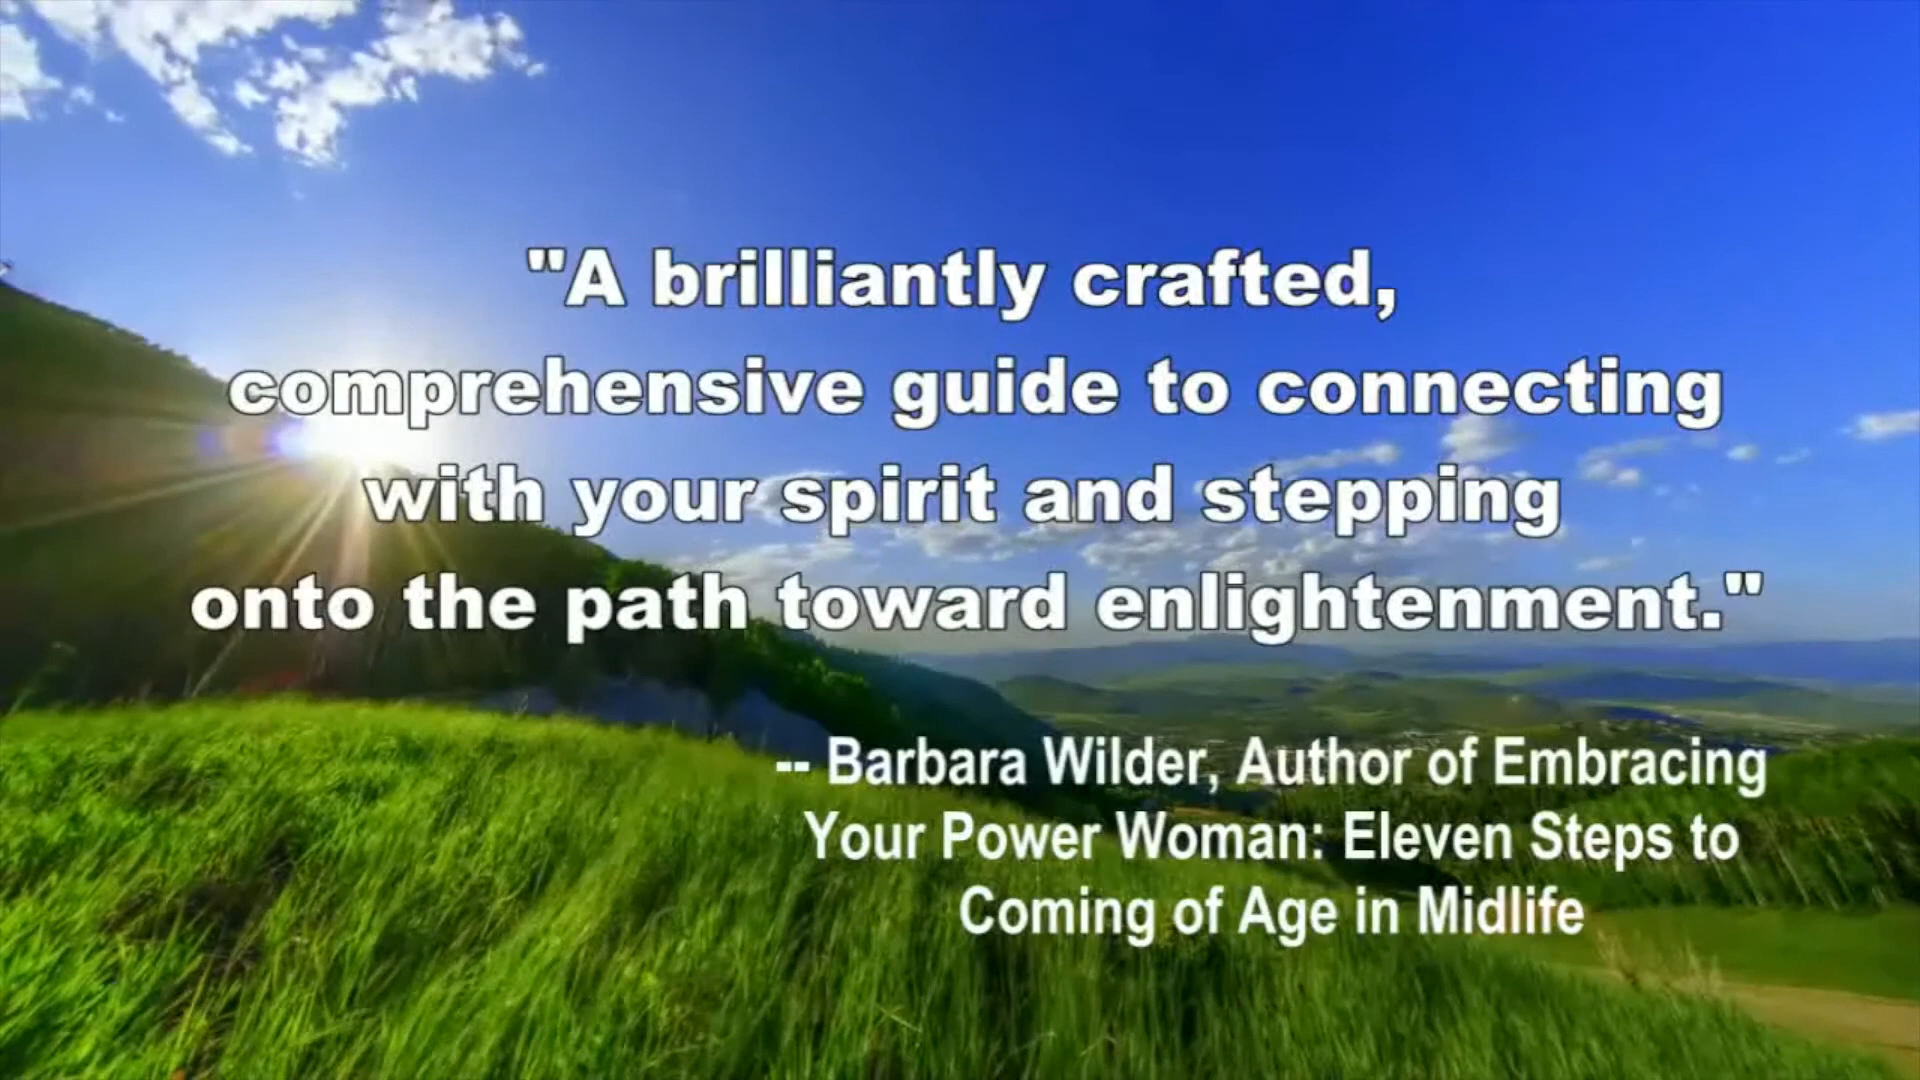 "A brilliantly crafted,
comprehensive guide to connecting
with your spirit and stepping
onto the path toward enlightenment."
-- Barbara Wilder, Author of Embracing
Your Power Woman: Eleven Steps to
Coming of Age in Midlife